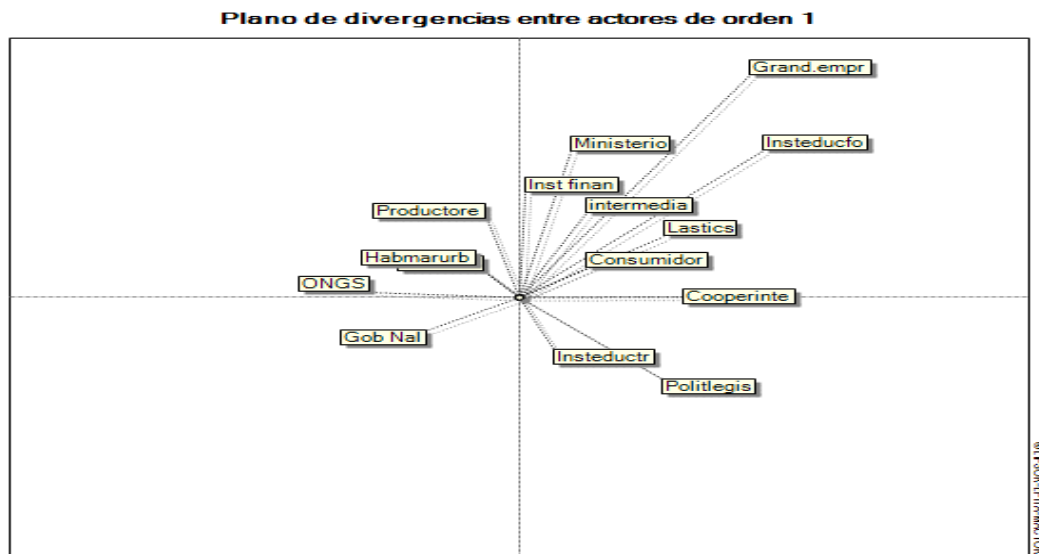 Plano de divergencias entre actores de orden 1
Grand.empr
Ministerio
Insteducfo
Inst finan
intermedia
Productore
Lastics
Habmarurb
Consumidor
ONGS
Cooperinte
Gob Nal
Insteductr
Politlegis